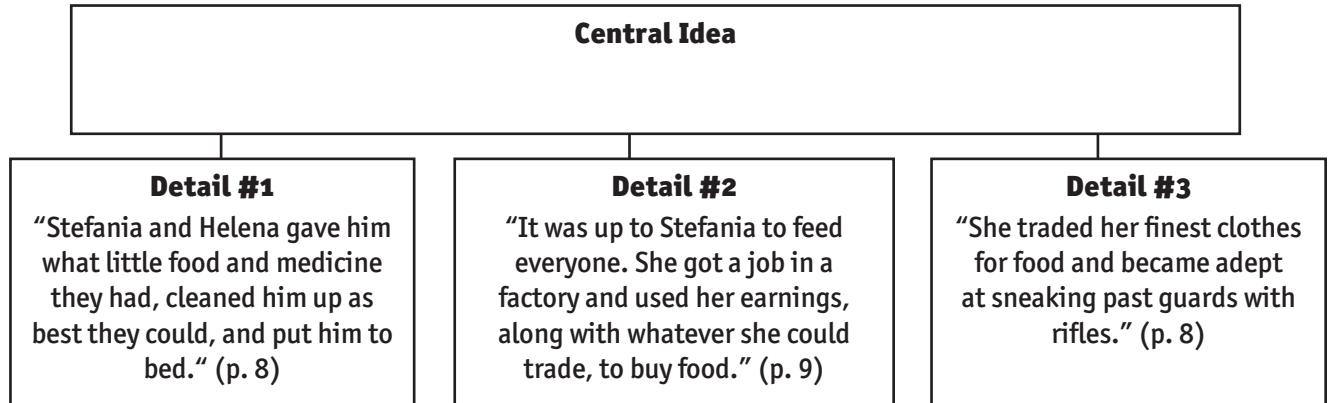 Central Idea
Detail #1
“Stefania and Helena gave him
what little food and medicine
they had, cleaned him up as
best they could, and put him to
bed.“ (p. 8)
Detail #2
“It was up to Stefania to feed
everyone. She got a job in a
factory and used her earnings,
along with whatever she could
trade, to buy food.” (p. 9)
Detail #3
“She traded her finest clothes
for food and became adept
at sneaking past guards with
rifles.” (p. 8)